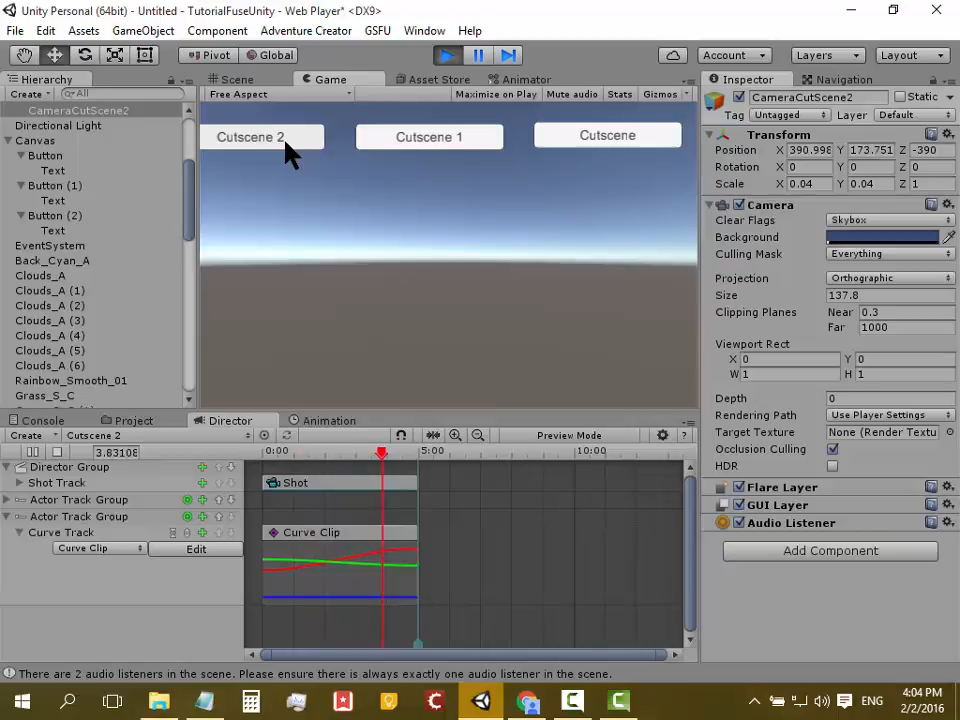 Unity Personal (64bit) - Untitled - TutorialFuseUnity - Web Player* <DX9>
File Edit Assets GameObject Component Adventure Creator GSFU Window Help
Pivot Global Account Layers Layout
Hierarchy Scene Game Asset Store Animator Inspector Navigation
Create All Free Aspect Maximize on Play Mute audio Stats Gizmos
CameraCutScene2 Static
Tag Untagged Layer Default
CameraCutScene2
Directional Light
Canvas
Button
Text
Button (1)
Text
Button (2)
Text
EventSystem
Back_Cyan_A
Clouds_A
Clouds_A (1)
Clouds_A (2)
Clouds_A (3)
Clouds_A (4)
Clouds_A (5)
Clouds_A (6)
Rainbow_Smooth_01
Grass_S_C
Cutscene 2 Cutscene 1 Cutscene
Transform
Position X 390.998 Y 173.751 Z -390
Rotation X 0 Y 0 Z 0
Scale X 0.04 Y 0.04 Z 1
Camera
Clear Flags Skybox
Background
Culling Mask Everything
Projection Orthographic
Size 137.8
Clipping Planes Near 0.3
Far 1000
Viewport Rect
X 0 Y 0
W 1 H 1
Depth 0
Rendering Path Use Player Settings
Target Texture None (Render Textu
Occlusion Culling
HDR
Flare Layer
GUI Layer
Audio Listener
Add Component
Console Project Director Animation
Create Cutscene 2 Preview Mode ?
3.83108 0:00 5:00 10:00
Director Group
Shot Track Shot
Actor Track Group
Actor Track Group
Curve Track Curve Clip
Curve Clip Edit
There are 2 audio listeners in the scene. Please ensure there is always exactly one audio listener in the scene.
ENG
4:04 PM
2/2/2016